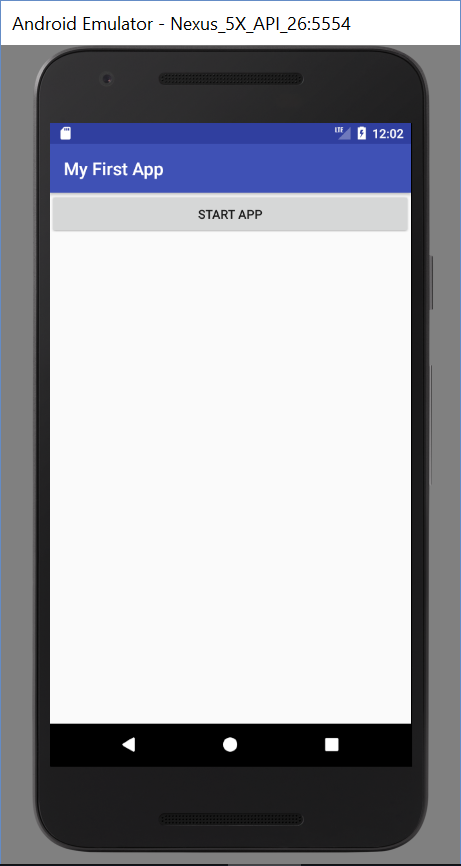 Android Emulator - Nexus_5X_API_26:5554
LTE 12:02
My First App
START APP